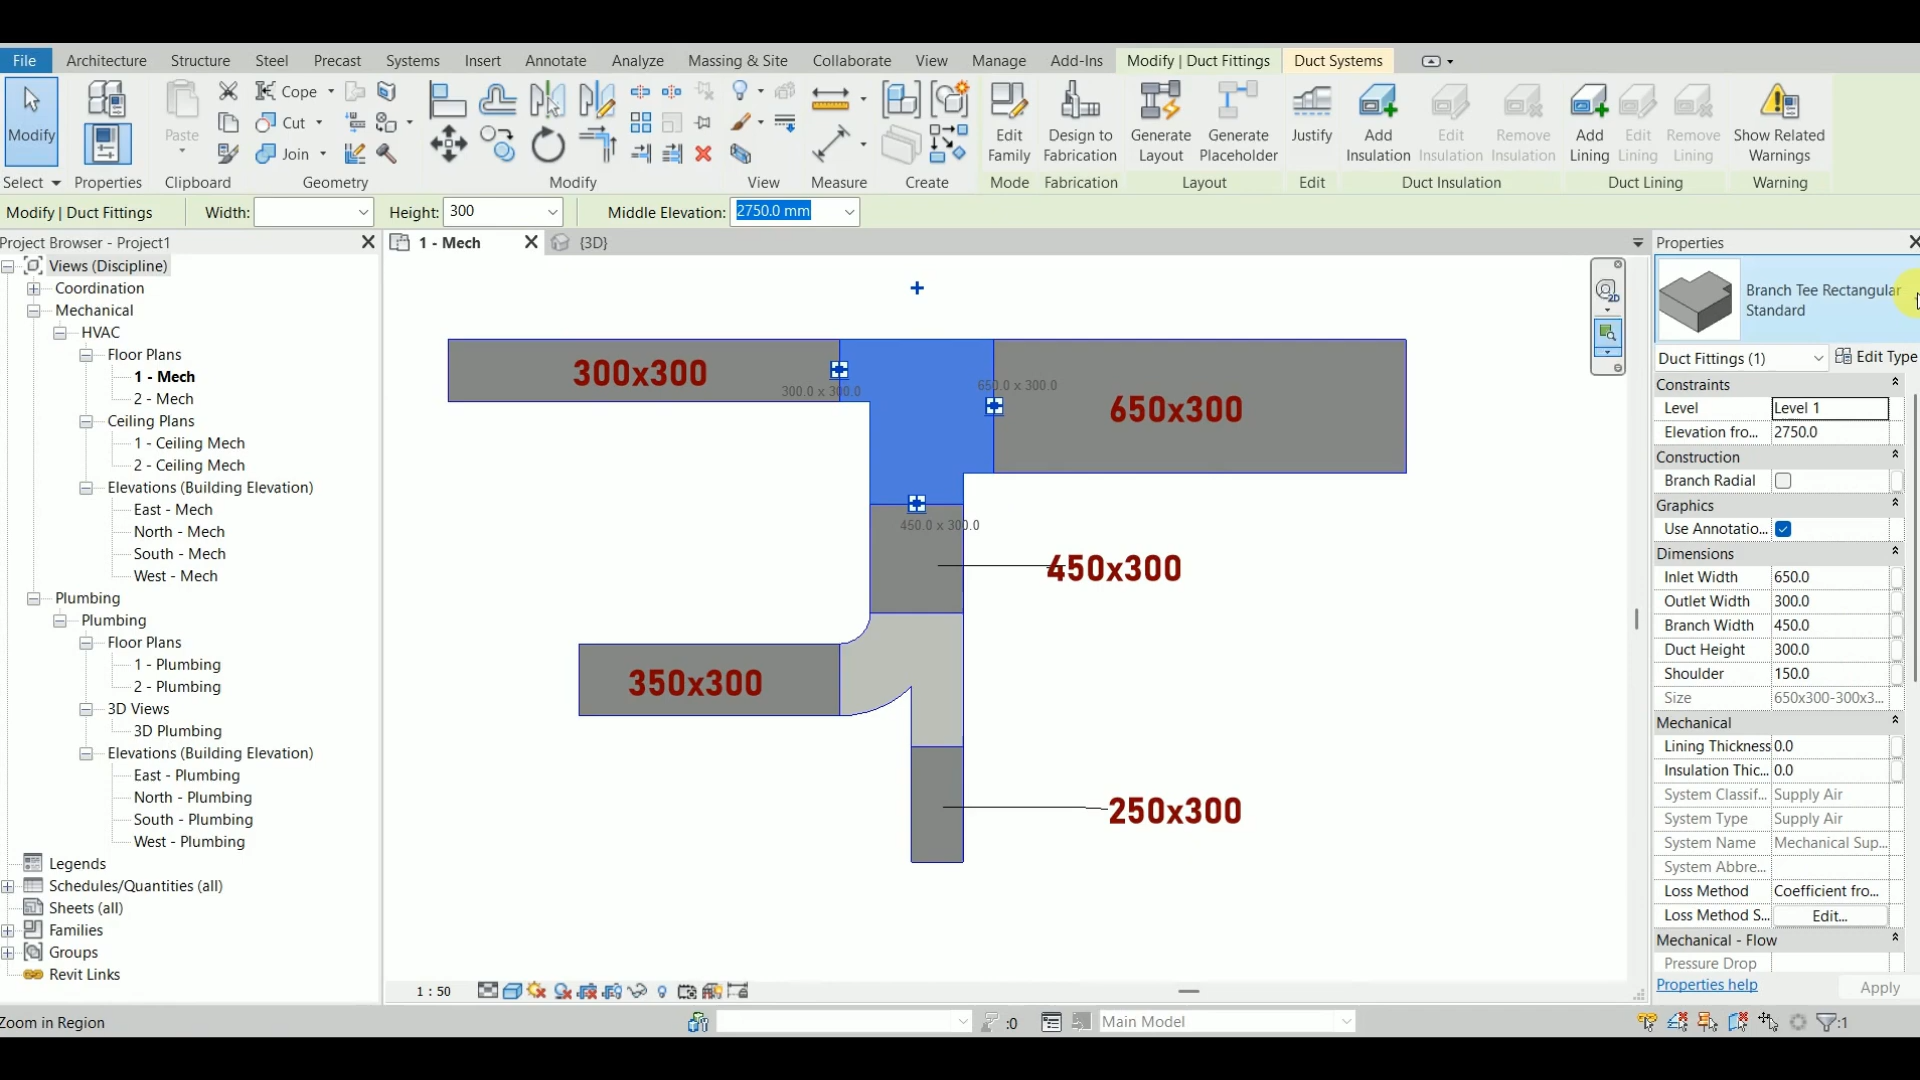 File Architecture Structure Steel Precast Systems Insert Annotate Analyze Massing & Site Collaborate View Manage Add-Ins Modify | Duct Fittings Duct Systems
Modify
Paste
Cope
Cut
Join
Edit Family
Design to Fabrication
Generate Layout
Generate Placeholder
Justify
Add Insulation
Edit Insulation
Remove Insulation
Add Lining
Edit Lining
Remove Lining
Show Related Warnings
Select Properties Clipboard Geometry Modify View Measure Create Mode Fabrication Layout Edit Duct Insulation Duct Lining Warning
Modify | Duct Fittings Width: Height: 300 Middle Elevation: 2750.0 mm
Project Browser - Project1
1 - Mech {3D}
Views (Discipline)
Coordination
Mechanical
HVAC
Floor Plans
1 - Mech
2 - Mech
Ceiling Plans
1 - Ceiling Mech
2 - Ceiling Mech
Elevations (Building Elevation)
East - Mech
North - Mech
South - Mech
West - Mech
Plumbing
Plumbing
Floor Plans
1 - Plumbing
2 - Plumbing
3D Views
3D Plumbing
Elevations (Building Elevation)
East - Plumbing
North - Plumbing
South - Plumbing
West - Plumbing
Legends
Schedules/Quantities (all)
Sheets (all)
Families
Groups
Revit Links
300x300
300.0 x 300.0
650.0 x 300.0
650x300
450.0 x 300.0
450x300
350x300
250x300
1 : 50
Properties
Branch Tee Rectangular
Standard
Duct Fittings (1) Edit Type
Constraints
Level Level 1
Elevation fro... 2750.0
Construction
Branch Radial
Graphics
Use Annotatio...
Dimensions
Inlet Width 650.0
Outlet Width 300.0
Branch Width 450.0
Duct Height 300.0
Shoulder 150.0
Size 650x300-300x3...
Mechanical
Lining Thickness 0.0
Insulation Thic... 0.0
System Classif... Supply Air
System Type Supply Air
System Name Mechanical Sup...
System Abbre...
Loss Method Coefficient fro...
Loss Method S... Edit...
Mechanical - Flow
Pressure Drop
Properties help Apply
Zoom in Region :0 Main Model :1